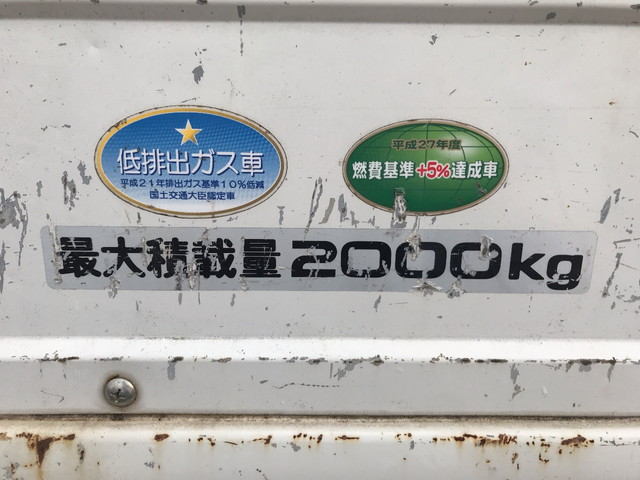 低排出ガス車
平成21年排出ガス基準10%低減
国土交通大臣認定車
平成27年度
燃費基準+5%達成車
最大積載量2000kg